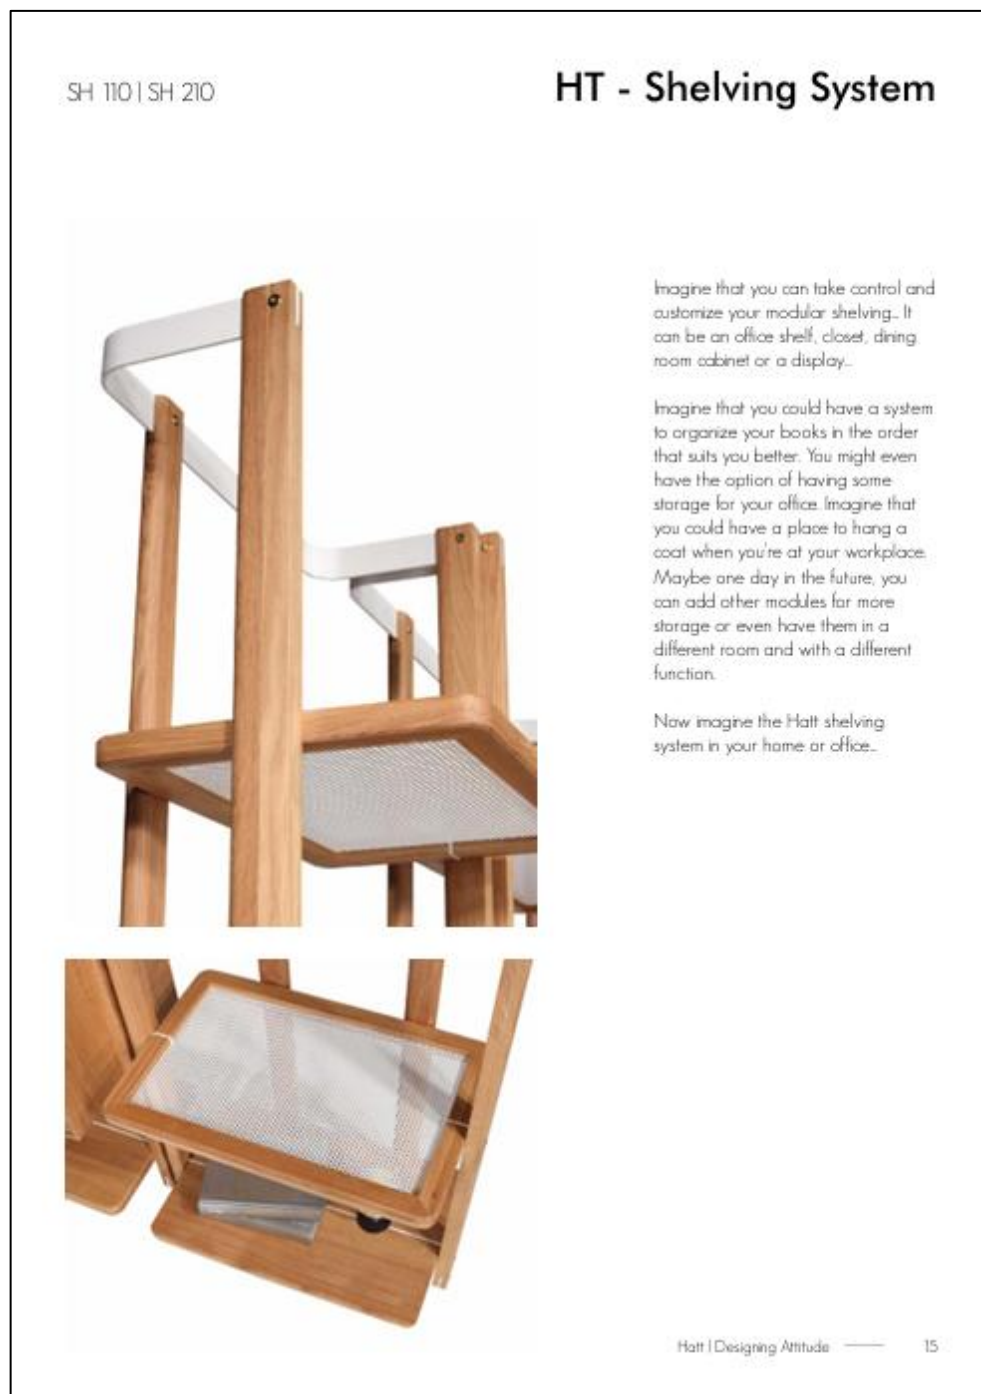 SH 110 | SH 210
HT - Shelving System
Imagine that you can take control and
customize your modular shelving... It
can be an office shelf, closet, dining
room cabinet or a display...
Imagine that you could have a system
to organize your books in the order
that suits you better. You might even
have the option of having some
storage for your office. Imagine that
you could have a place to hang a
coat when you're at your workplace.
Maybe one day in the future, you
can add other modules for more
storage or even have them in a
different room and with a different
function.
Now imagine the Hatt shelving
system in your home or office...
Hatt | Designing Attitude
15